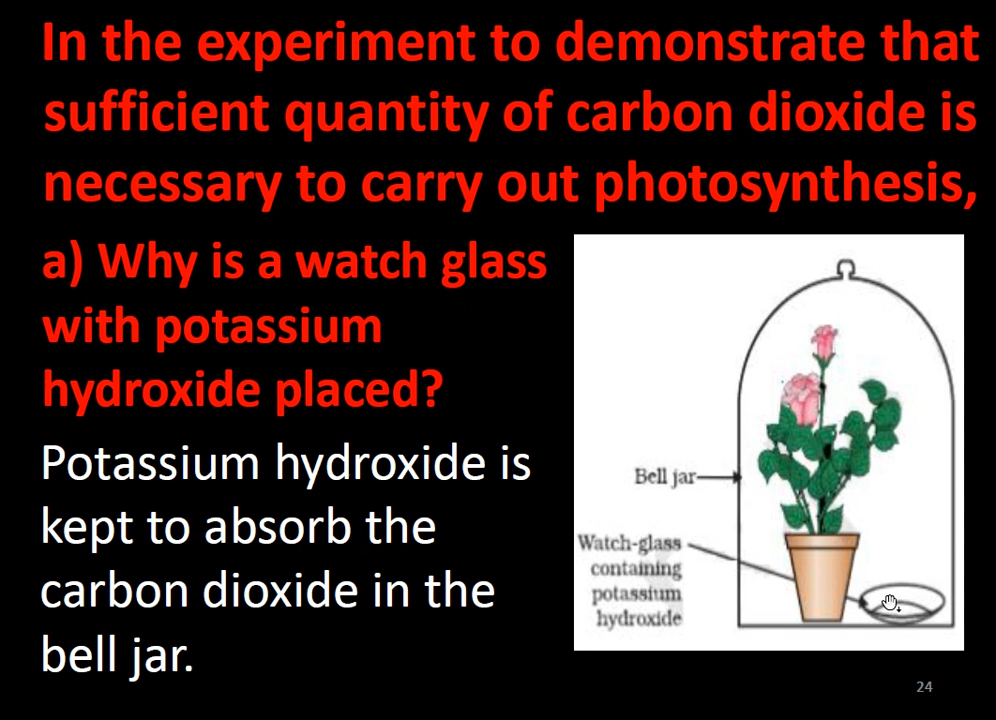 In the experiment to demonstrate that
sufficient quantity of carbon dioxide is
necessary to carry out photosynthesis,
a) Why is a watch glass
with potassium
hydroxide placed?
Potassium hydroxide is
kept to absorb the
carbon dioxide in the
bell jar.
Bell jar
Watch-glass
containing
potassium
hydroxide
24